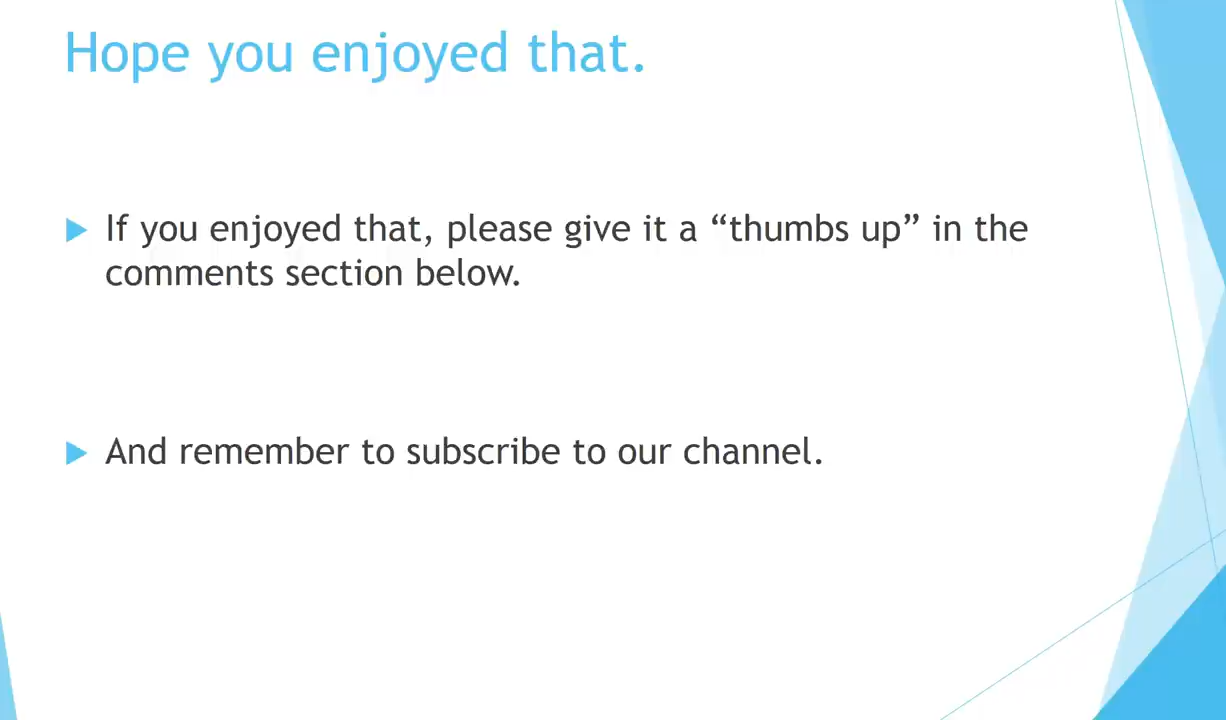 Hope you enjoyed that.
If you enjoyed that, please give it a “thumbs up” in the
comments section below.
And remember to subscribe to our channel.